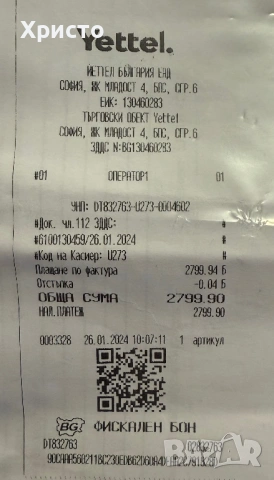 Христо
Yettel.
ЙЕТТЕЛ БЪЛГАРИЯ ЕАД
СОФИЯ, ЖК МЛАДОСТ 4, БПС, СГР.6
ЕИК: 130460283
ТЪРГОВСКИ ОБЕКТ Yettel
СОФИЯ, ЖК МЛАДОСТ 4, БПС, СГР.6
ЗДДС N:BG130460283
#01 ОПЕРАТОР1 01
УНП: DT832763-U273-0004602
#Док. чл.112 ЗДДС: #
#6100130459/26.01.2024 #
#Код на Касиер: U273 #
Плащане по фактура 2799.94 Б
Отстъпка -0.04 Б
ОБЩА СУМА 2799.90
НАЛ.ПЛАТЕЖ 2799.90
0003328 26.01.2024 10:07:11 1 артикул
BG ФИСКАЛЕН БОН
DT832763 02832763
bazar